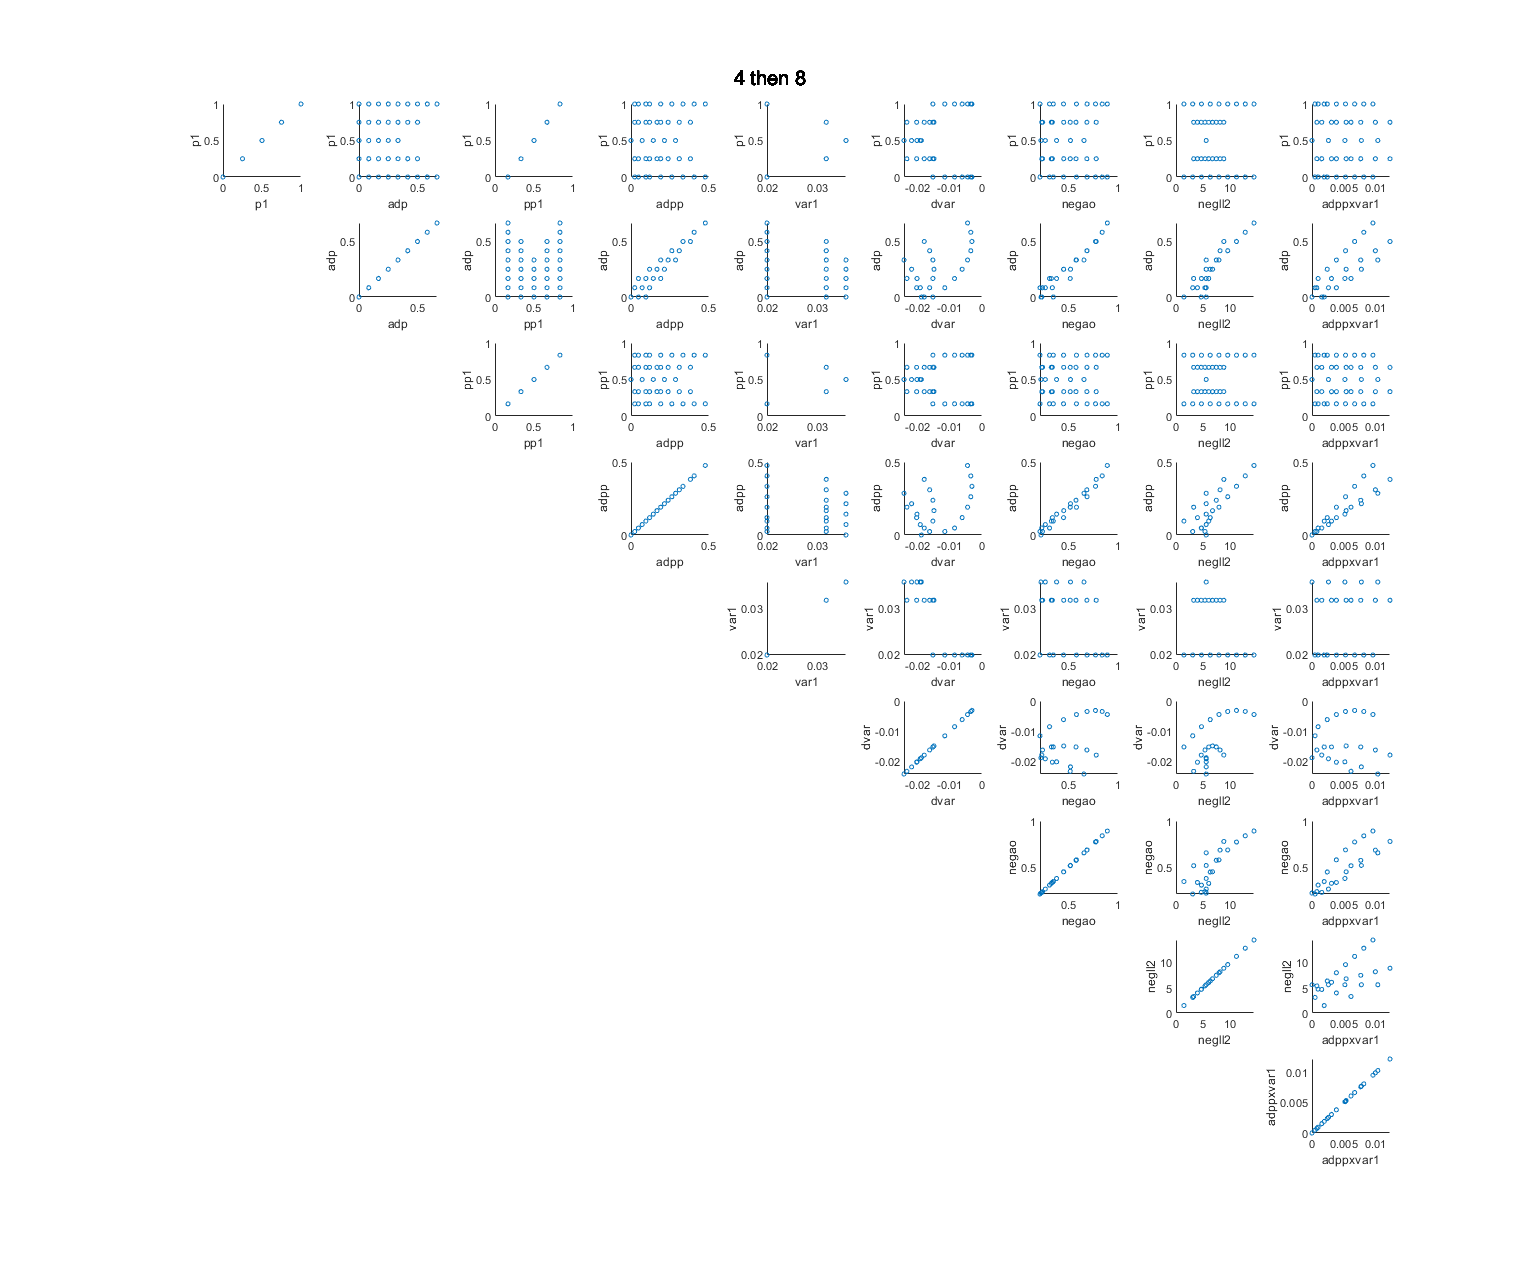 4 then 8
p1 1 0.5 0 0 0.5 1 p1
p1 1 0.5 0 0 0.5 adp
p1 1 0.5 0 0 0.5 1 pp1
p1 1 0.5 0 0 0.5 adpp
p1 1 0.5 0 0.02 0.03 var1
p1 1 0.5 0 -0.02 -0.01 0 dvar
p1 1 0.5 0 0.5 1 negao
p1 1 0.5 0 0 5 10 negll2
p1 1 0.5 0 0 0.005 0.01 adppxvar1
adp 0.5 0 0 0.5 adp
adp 0.5 0 0 0.5 1 pp1
adp 0.5 0 0 0.5 adpp
adp 0.5 0 0.02 0.03 var1
adp 0.5 0 -0.02 -0.01 0 dvar
adp 0.5 0 0.5 1 negao
adp 0.5 0 0 5 10 negll2
adp 0.5 0 0 0.005 0.01 adppxvar1
pp1 1 0.5 0 0 0.5 1 pp1
pp1 1 0.5 0 0 0.5 adpp
pp1 1 0.5 0 0.02 0.03 var1
pp1 1 0.5 0 -0.02 -0.01 0 dvar
pp1 1 0.5 0 0.5 1 negao
pp1 1 0.5 0 0 5 10 negll2
pp1 1 0.5 0 0 0.005 0.01 adppxvar1
adpp 0.5 0 0 0.5 adpp
adpp 0.5 0 0.02 0.03 var1
adpp 0.5 0 -0.02 -0.01 0 dvar
adpp 0.5 0 0.5 1 negao
adpp 0.5 0 0 5 10 negll2
adpp 0.5 0 0 0.005 0.01 adppxvar1
var1 0.03 0.02 0.02 0.03 var1
var1 0.03 0.02 -0.02 -0.01 0 dvar
var1 0.03 0.02 0.5 1 negao
var1 0.03 0.02 0 5 10 negll2
var1 0.03 0.02 0 0.005 0.01 adppxvar1
dvar 0 -0.01 -0.02 -0.02 -0.01 0 dvar
dvar 0 -0.01 -0.02 0.5 1 negao
dvar 0 -0.01 -0.02 0 5 10 negll2
dvar 0 -0.01 -0.02 0 0.005 0.01 adppxvar1
negao 1 0.5 0.5 1 negao
negao 1 0.5 0 5 10 negll2
negao 1 0.5 0 0.005 0.01 adppxvar1
negll2 10 5 0 0 5 10 negll2
negll2 10 5 0 0 0.005 0.01 adppxvar1
adppxvar1 0.01 0.005 0 0 0.005 0.01 adppxvar1